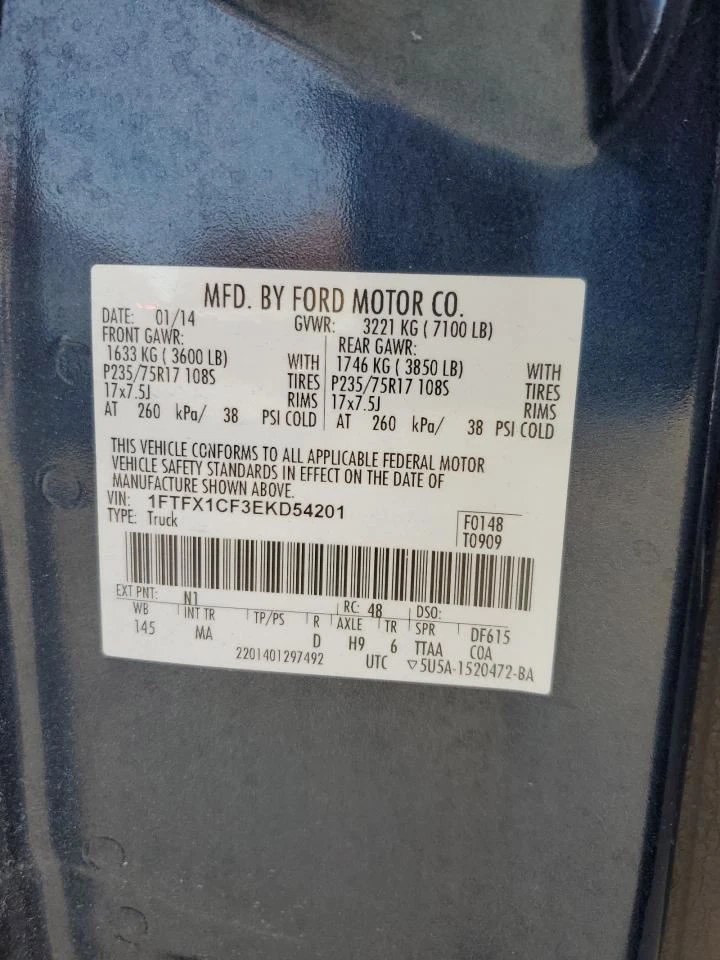 MFD. BY FORD MOTOR CO.
DATE: 01/14 GVWR: 3221 KG ( 7100 LB)
FRONT GAWR: REAR GAWR:
1633 KG ( 3600 LB) WITH 1746 KG ( 3850 LB) WITH
P235/75R17 108S TIRES P235/75R17 108S TIRES
17x7.5J RIMS 17x7.5J RIMS
AT 260 kPa/ 38 PSI COLD AT 260 kPa/ 38 PSI COLD
THIS VEHICLE CONFORMS TO ALL APPLICABLE FEDERAL MOTOR
VEHICLE SAFETY STANDARDS IN EFFECT ON THE DATE OF
MANUFACTURE SHOWN ABOVE.
VIN: 1FTFX1CF3EKD54201 F0148
TYPE: Truck T0909
EXT PNT: N1 RC: 48 DSO:
WB INT TR TP/PS R AXLE TR SPR DF615
145 MA D H9 6 TTAA COA
2201401297492 UTC ▽5U5A-1520472-BA